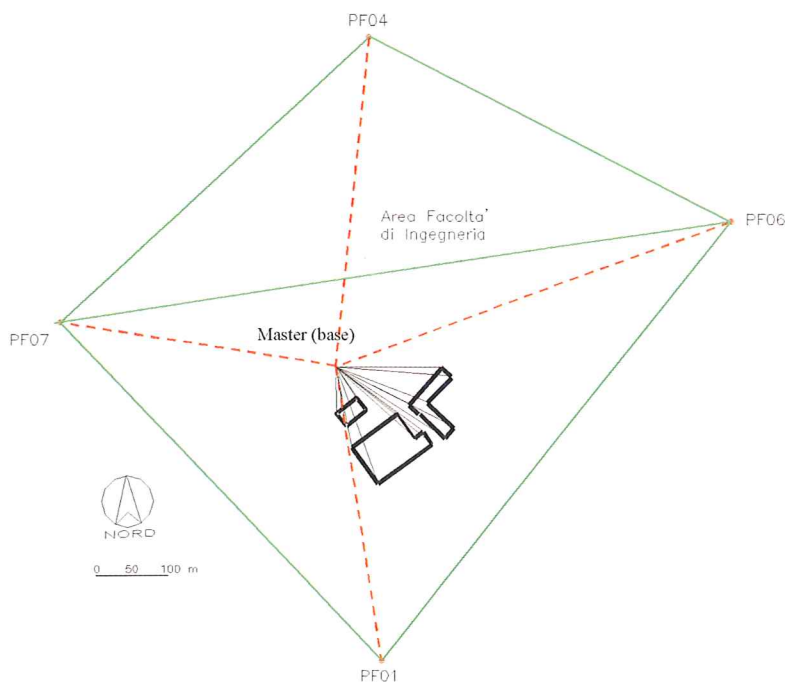 PF04
Area Facolta'
di Ingegneria
PF06
PF07
Master (base)
NORD
0 50 100 m
PF01